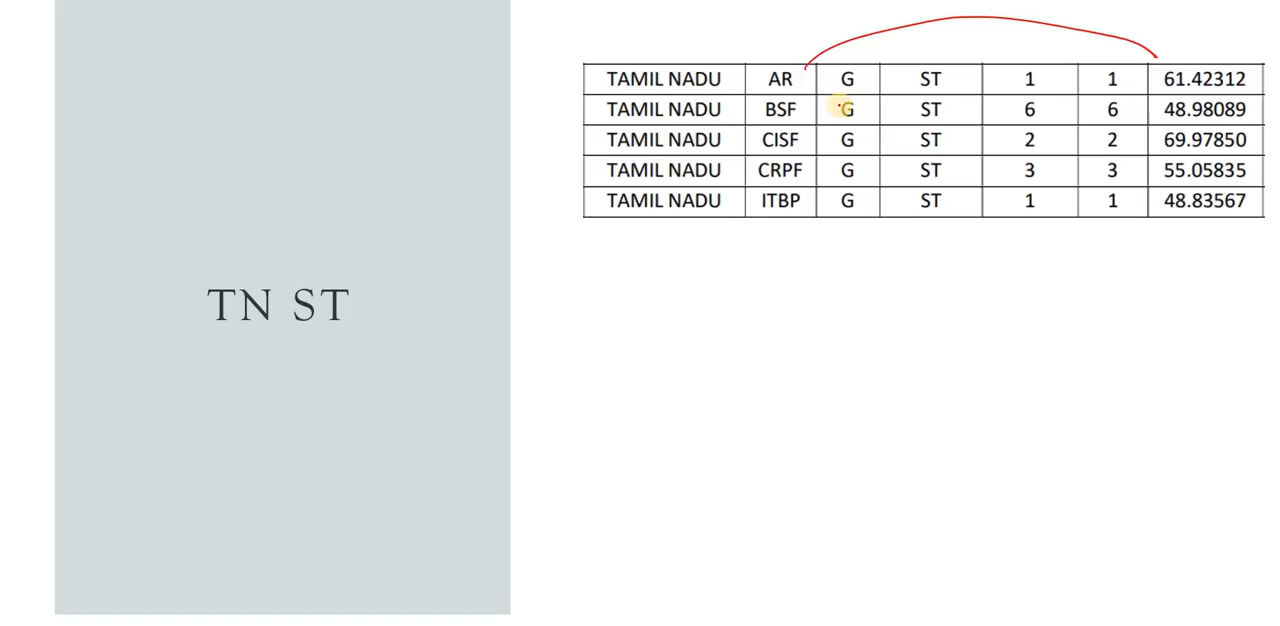 TN ST
TAMIL NADU AR G ST 1 1 61.42312
TAMIL NADU BSF G ST 6 6 48.98089
TAMIL NADU CISF G ST 2 2 69.97850
TAMIL NADU CRPF G ST 3 3 55.05835
TAMIL NADU ITBP G ST 1 1 48.83567